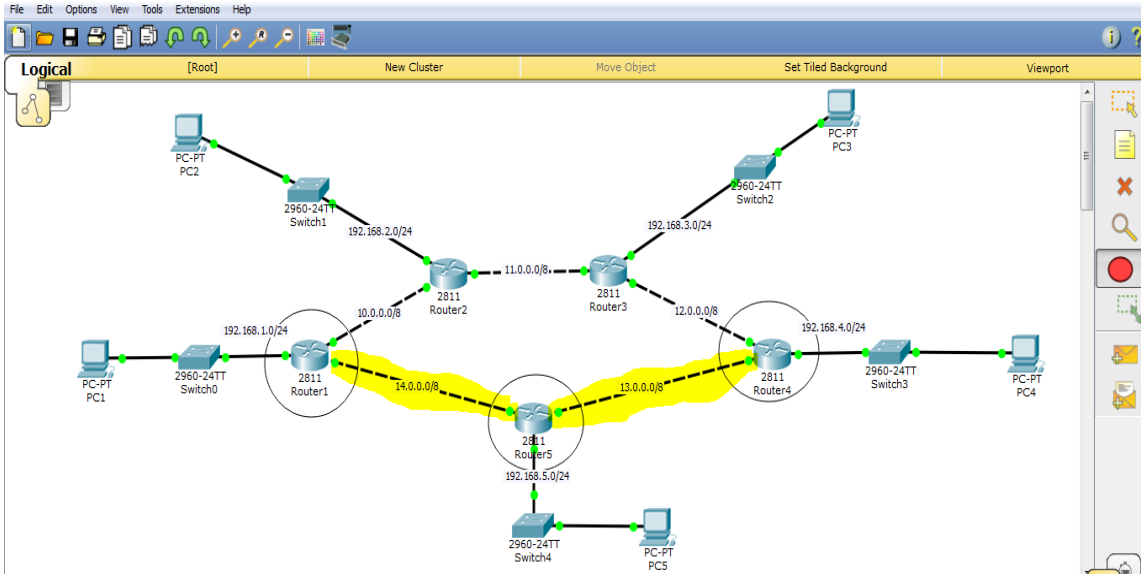 File Edit Options View Tools Extensions Help
Logical [Root] New Cluster Move Object Set Tiled Background Viewport
PC-PT
PC2
2960-24TT
Switch1
192.168.2.0/24
PC-PT
PC3
2960-24TT
Switch2
192.168.3.0/24
2811
Router2
11.0.0.0/8
2811
Router3
10.0.0.0/8
12.0.0.0/8
192.168.1.0/24
192.168.4.0/24
PC-PT
PC1
2960-24TT
Switch0
2811
Router1
14.0.0.0/8
13.0.0.0/8
2811
Router4
2960-24TT
Switch3
PC-PT
PC4
2811
Router5
192.168.5.0/24
2960-24TT
Switch4
PC-PT
PC5